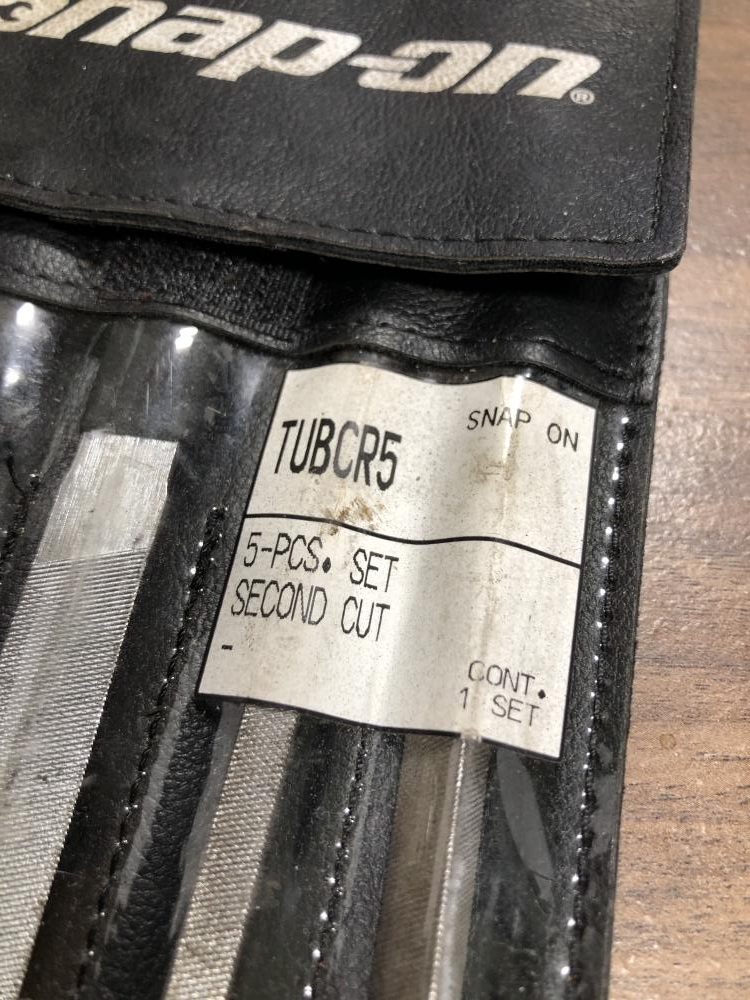 Snap-on®
SNAP ON
TUBCR5
5-PCS. SET
SECOND CUT
-
CONT.
1 SET